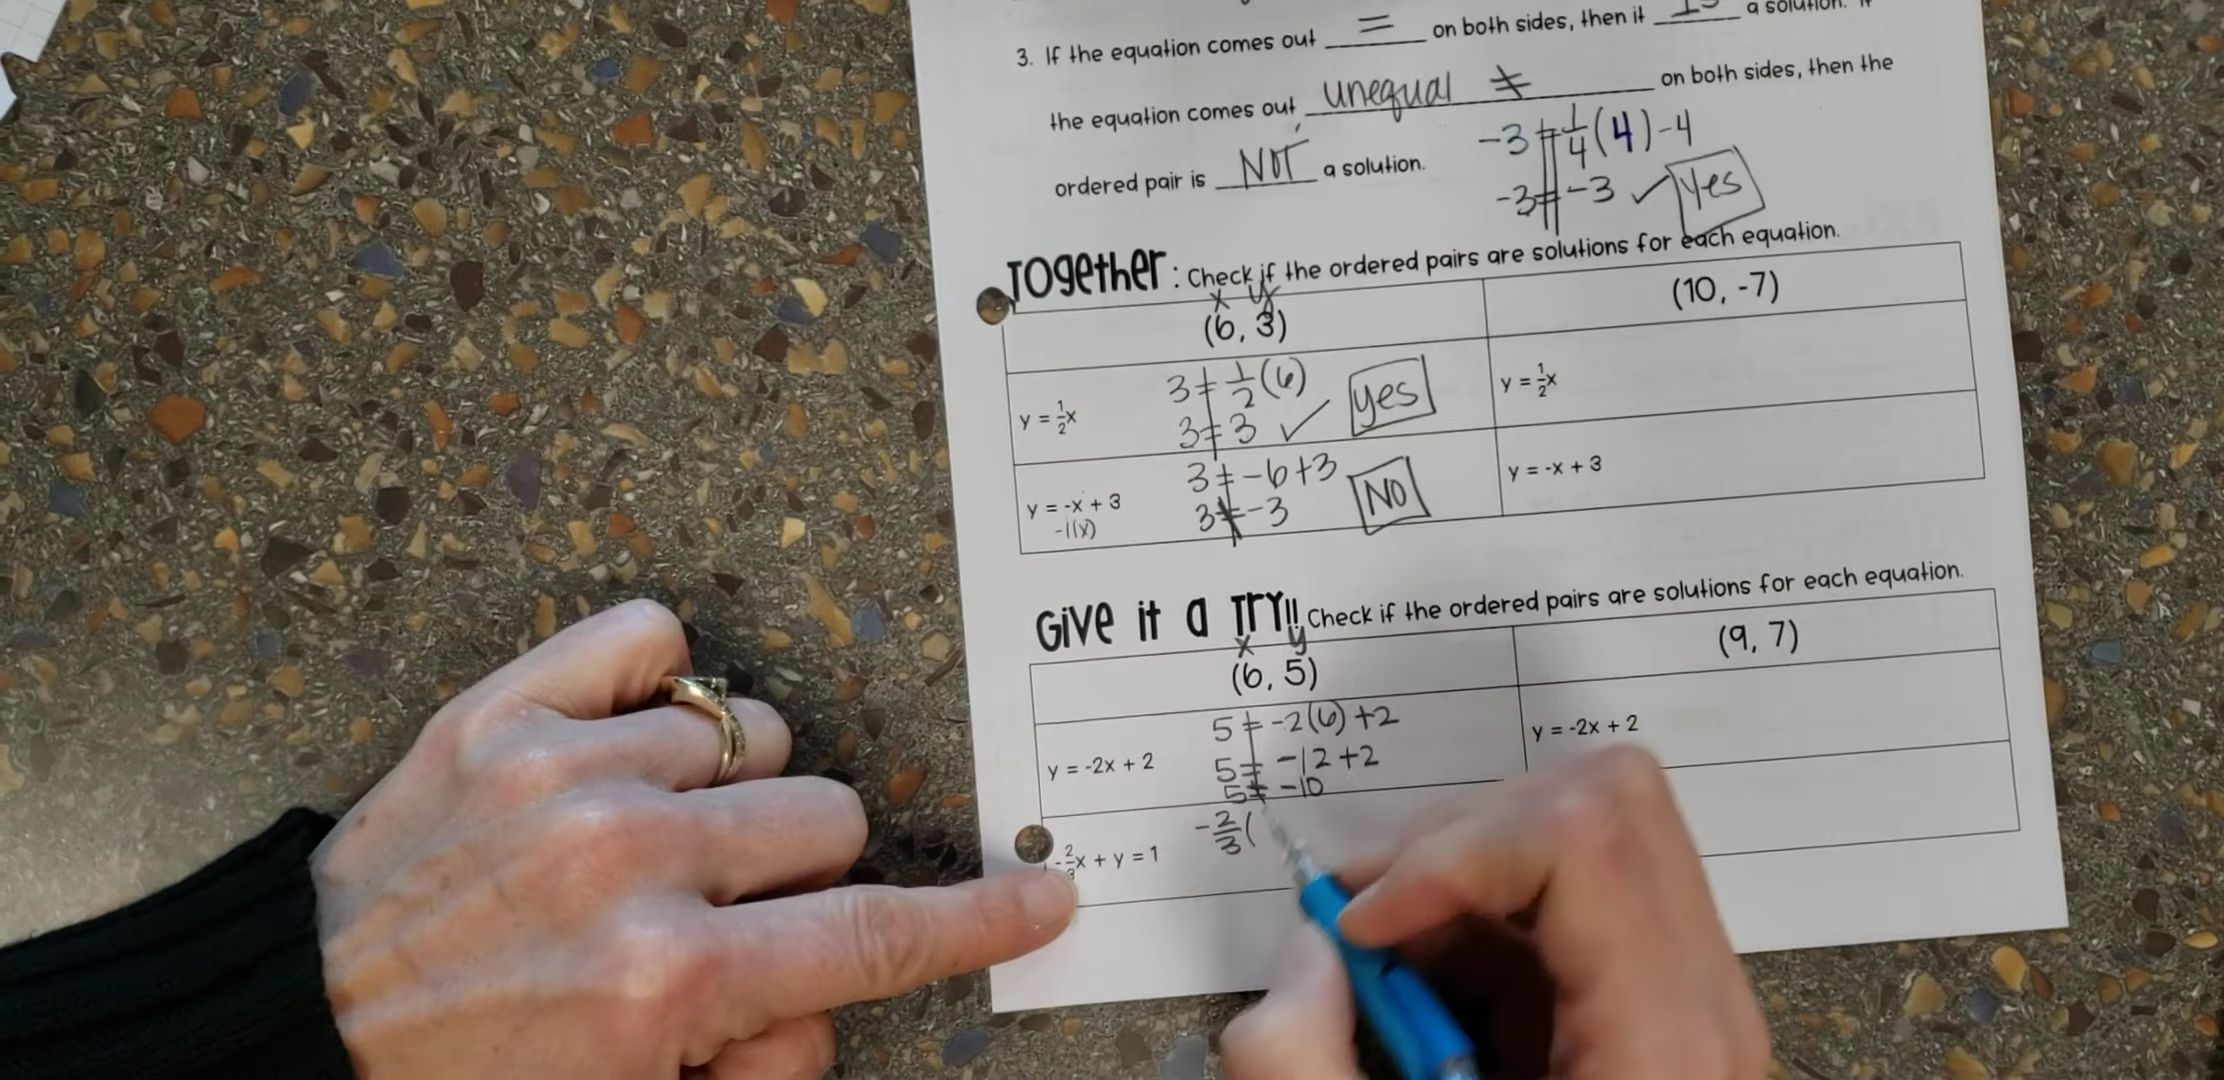 3. If the equation comes out = on both sides, then it is a solution. If
the equation comes out unequal ≠ on both sides, then the
ordered pair is NOT a solution.
-3 = 1/4 (4) - 4
-3 = -3 ✓ yes
Together: Check if the ordered pairs are solutions for each equation.
x y
(6, 3)
(10, -7)
y = 1/2x
3 = 1/2 (6)
3 = 3 ✓ yes
y = 1/2x
y = -x + 3
-1(x)
3 = -6 + 3
3 ≠ -3 NO
y = -x + 3
Give it a TRY!! Check if the ordered pairs are solutions for each equation.
x y
(6, 5)
(9, 7)
y = -2x + 2
5 = -2(6) + 2
5 = -12 + 2
5 = -10
y = -2x + 2
-2/3x + y = 1
-2/3 (